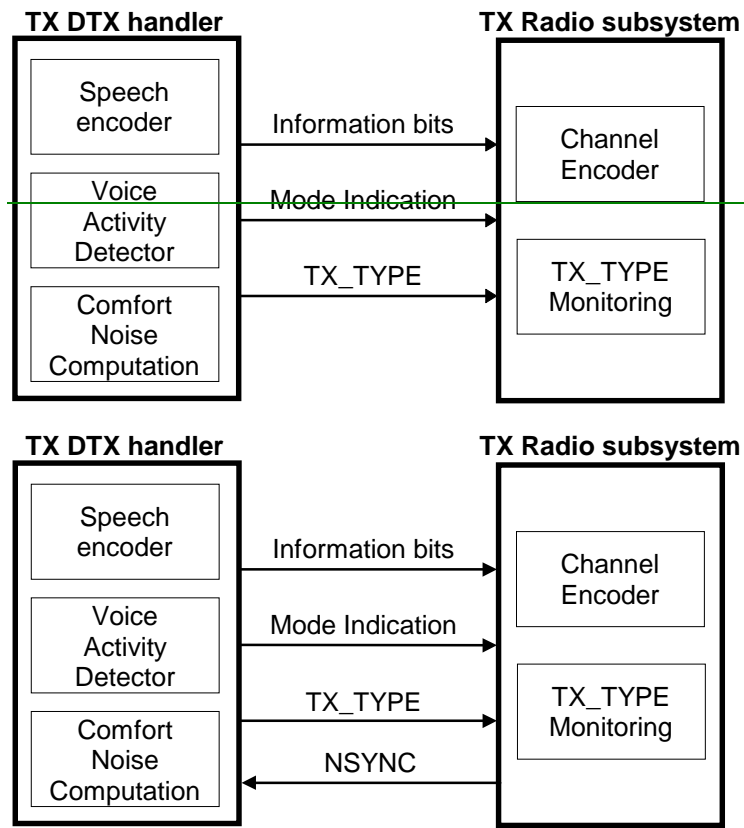 TX DTX handler
TX Radio subsystem
Speech
encoder
Information bits
Channel
Encoder
Voice
Activity
Detector
Mode Indication
TX_TYPE
TX_TYPE
Monitoring
Comfort
Noise
Computation
TX DTX handler
TX Radio subsystem
Speech
encoder
Information bits
Channel
Encoder
Voice
Activity
Detector
Mode Indication
TX_TYPE
TX_TYPE
Monitoring
Comfort
Noise
Computation
NSYNC